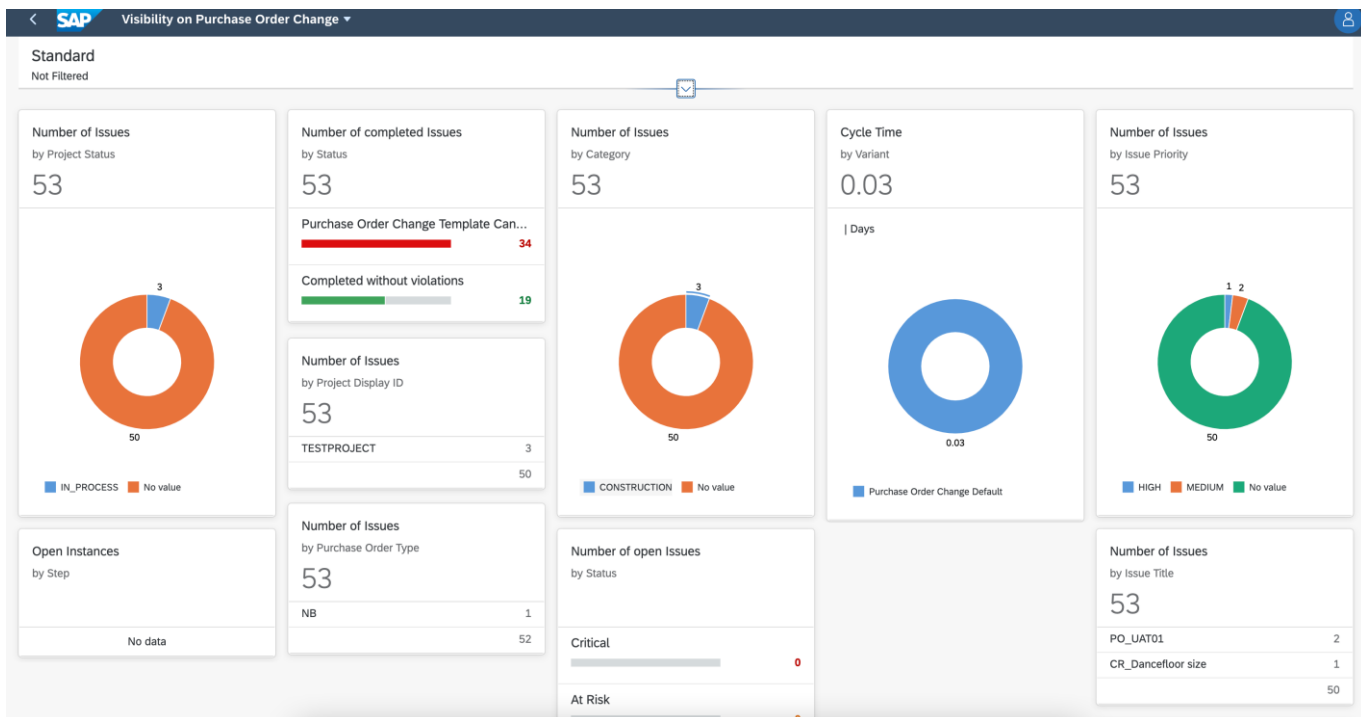 SAP Visibility on Purchase Order Change
Standard
Not Filtered
Number of Issues
by Project Status
53
3
50
IN_PROCESS No value
Open Instances
by Step
No data
Number of completed Issues
by Status
53
Purchase Order Change Template Can...
34
Completed without violations
19
Number of Issues
by Project Display ID
53
TESTPROJECT 3
50
Number of Issues
by Purchase Order Type
53
NB 1
52
Number of Issues
by Category
53
3
50
CONSTRUCTION No value
Number of open Issues
by Status
Critical
0
At Risk
Cycle Time
by Variant
0.03
| Days
0.03
Purchase Order Change Default
Number of Issues
by Issue Priority
53
1 2
50
HIGH MEDIUM No value
Number of Issues
by Issue Title
53
PO_UAT01 2
CR_Dancefloor size 1
50